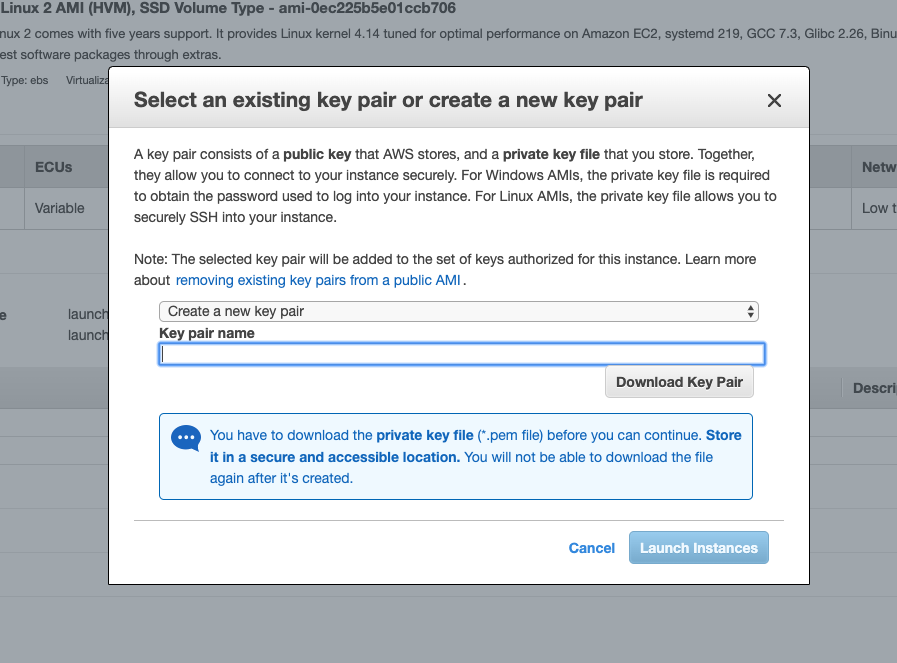 Linux 2 AMI (HVM), SSD Volume Type - ami-0ec225b5e01ccb706
nux 2 comes with five years support. It provides Linux kernel 4.14 tuned for optimal performance on Amazon EC2, systemd 219, GCC 7.3, Glibc 2.26, Binu
est software packages through extras.
Type: ebs Virtualiza
Select an existing key pair or create a new key pair
A key pair consists of a public key that AWS stores, and a private key file that you store. Together,
they allow you to connect to your instance securely. For Windows AMIs, the private key file is required
to obtain the password used to log into your instance. For Linux AMIs, the private key file allows you to
securely SSH into your instance.
ECUs
Netw
Variable
Low t
Note: The selected key pair will be added to the set of keys authorized for this instance. Learn more
about removing existing key pairs from a public AMI.
e
launch
launch
Create a new key pair
Key pair name
Download Key Pair
Descri
You have to download the private key file (*.pem file) before you can continue. Store
it in a secure and accessible location. You will not be able to download the file
again after it's created.
Cancel
Launch Instances